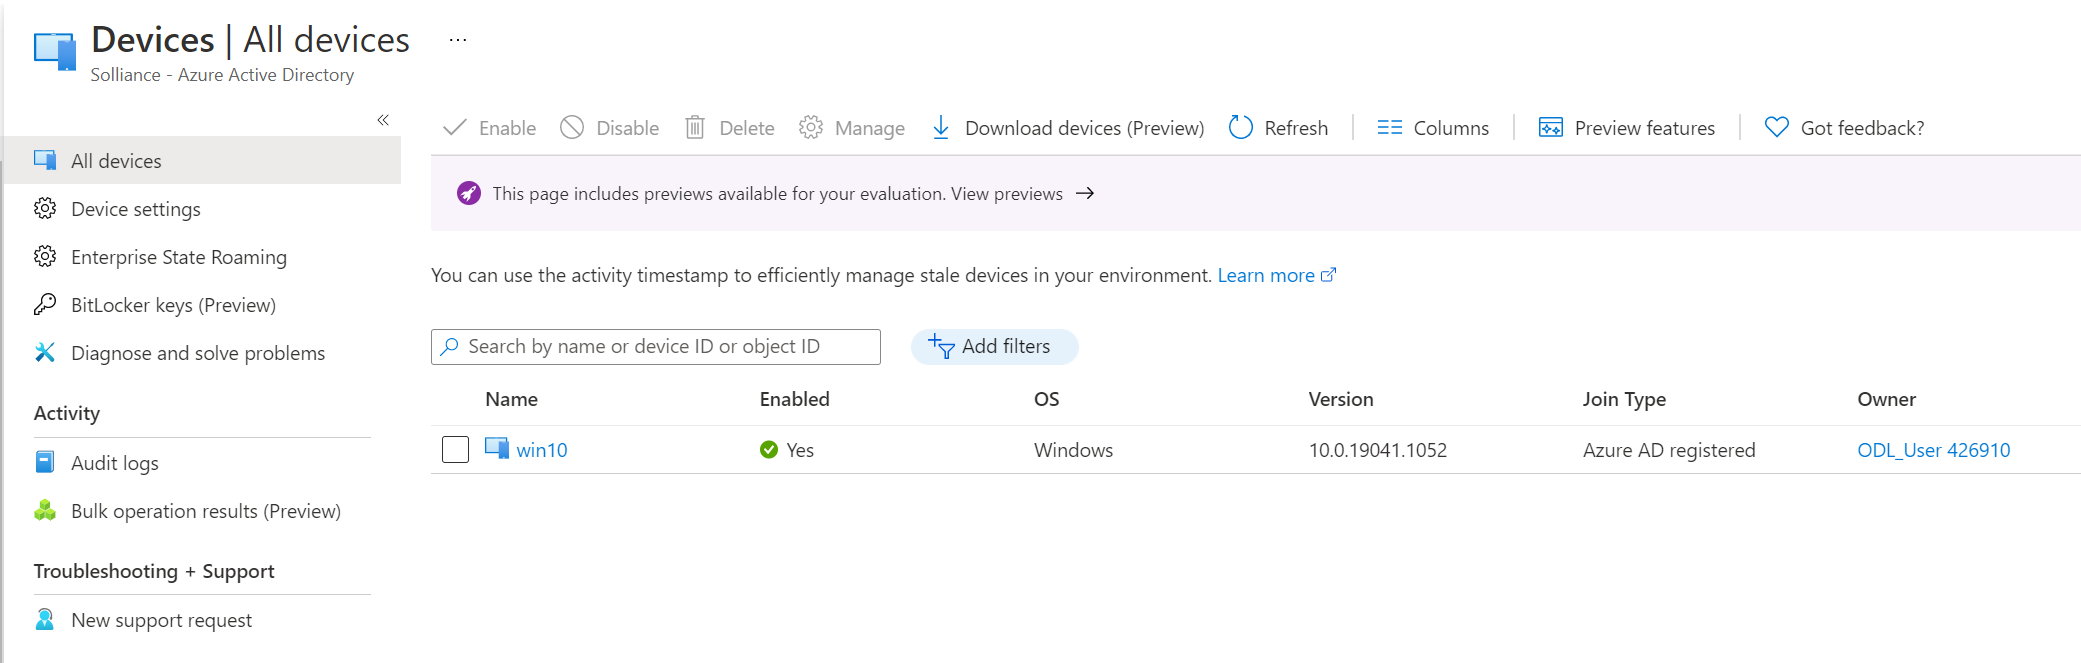 Devices | All devices ...
Solliance - Azure Active Directory
«
All devices
Device settings
Enterprise State Roaming
BitLocker keys (Preview)
Diagnose and solve problems
Activity
Audit logs
Bulk operation results (Preview)
Troubleshooting + Support
New support request
Enable Disable Delete Manage Download devices (Preview) Refresh Columns Preview features Got feedback?
This page includes previews available for your evaluation. View previews →
You can use the activity timestamp to efficiently manage stale devices in your environment. Learn more
Search by name or device ID or object ID Add filters
Name Enabled OS Version Join Type Owner
win10 Yes Windows 10.0.19041.1052 Azure AD registered ODL_User 426910